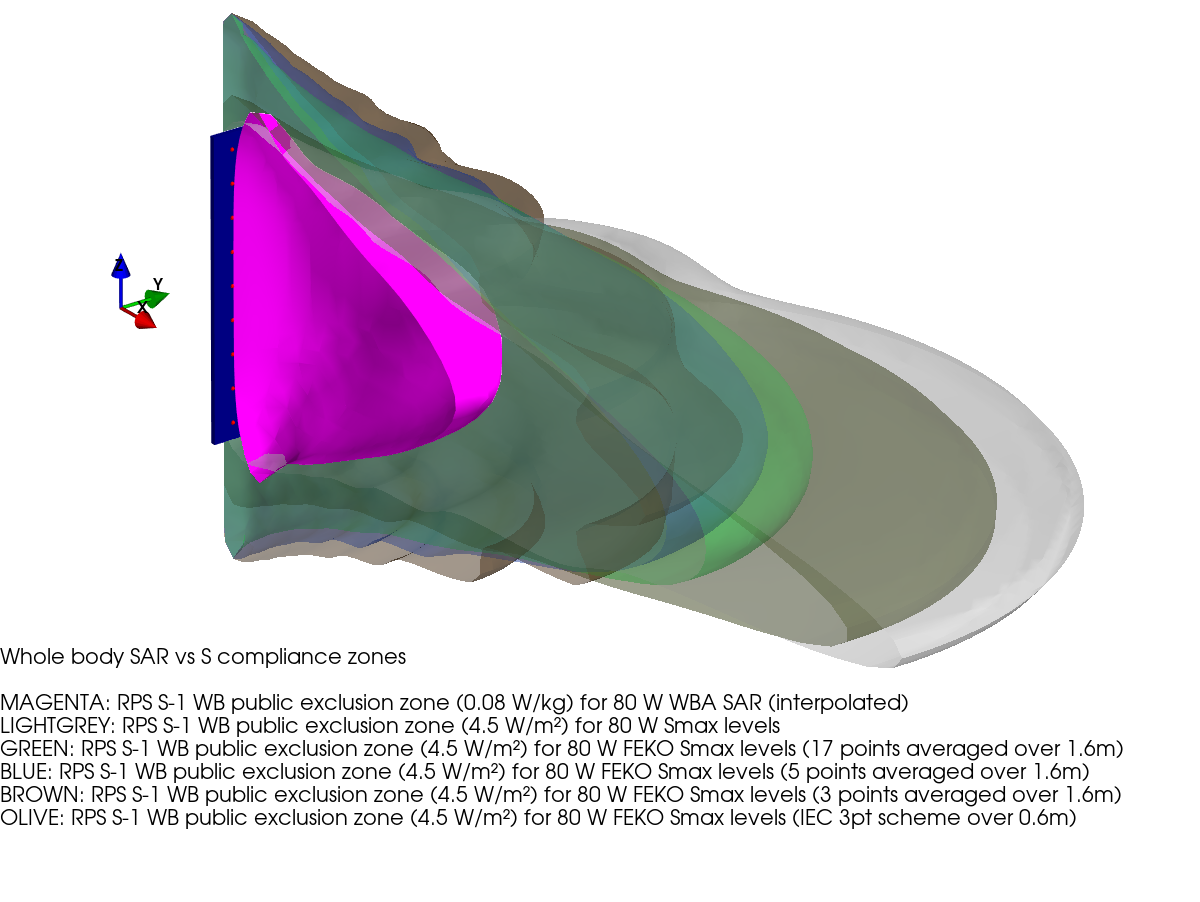 Z
Y
X
Whole body SAR vs S compliance zones
MAGENTA: RPS S-1 WB public exclusion zone (0.08 W/kg) for 80 W WBA SAR (interpolated)
LIGHTGREY: RPS S-1 WB public exclusion zone (4.5 W/m²) for 80 W Smax levels
GREEN: RPS S-1 WB public exclusion zone (4.5 W/m²) for 80 W FEKO Smax levels (17 points averaged over 1.6m)
BLUE: RPS S-1 WB public exclusion zone (4.5 W/m²) for 80 W FEKO Smax levels (5 points averaged over 1.6m)
BROWN: RPS S-1 WB public exclusion zone (4.5 W/m²) for 80 W FEKO Smax levels (3 points averaged over 1.6m)
OLIVE: RPS S-1 WB public exclusion zone (4.5 W/m²) for 80 W FEKO Smax levels (IEC 3pt scheme over 0.6m)